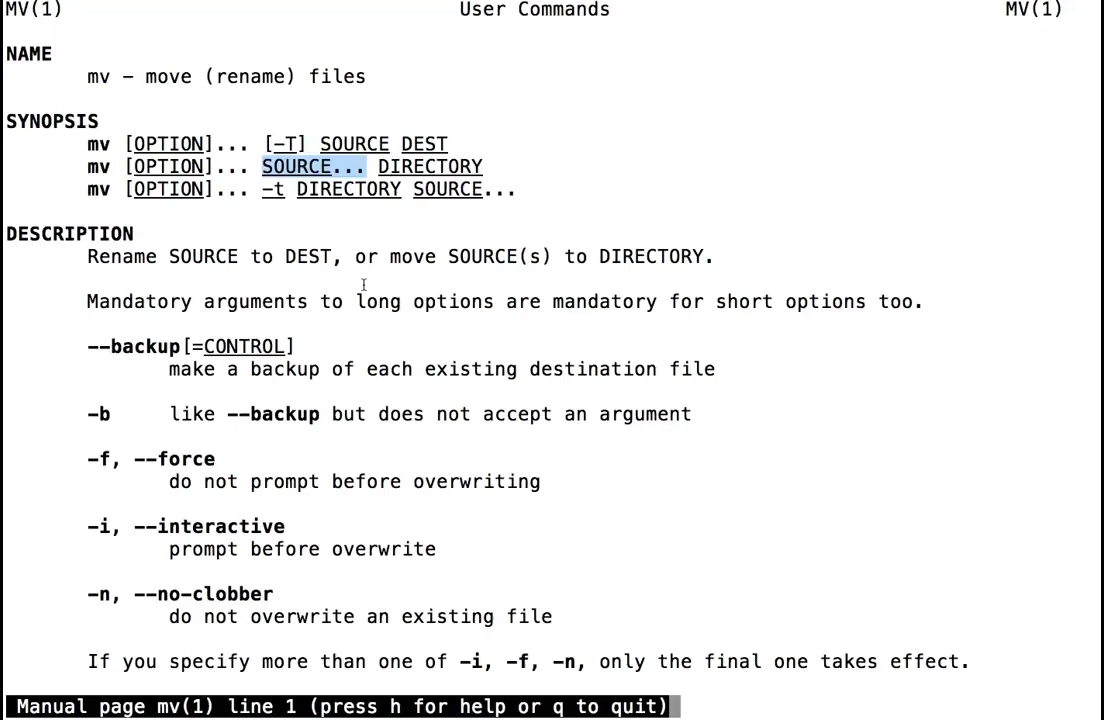 MV(1) User Commands MV(1)
NAME
mv – move (rename) files
SYNOPSIS
mv [OPTION]... [–T] SOURCE DEST
mv [OPTION]... SOURCE... DIRECTORY
mv [OPTION]... –t DIRECTORY SOURCE...
DESCRIPTION
Rename SOURCE to DEST, or move SOURCE(s) to DIRECTORY.
Mandatory arguments to long options are mandatory for short options too.
––backup[=CONTROL]
make a backup of each existing destination file
–b like ––backup but does not accept an argument
–f, ––force
do not prompt before overwriting
–i, ––interactive
prompt before overwrite
–n, ––no–clobber
do not overwrite an existing file
If you specify more than one of –i, –f, –n, only the final one takes effect.
Manual page mv(1) line 1 (press h for help or q to quit)